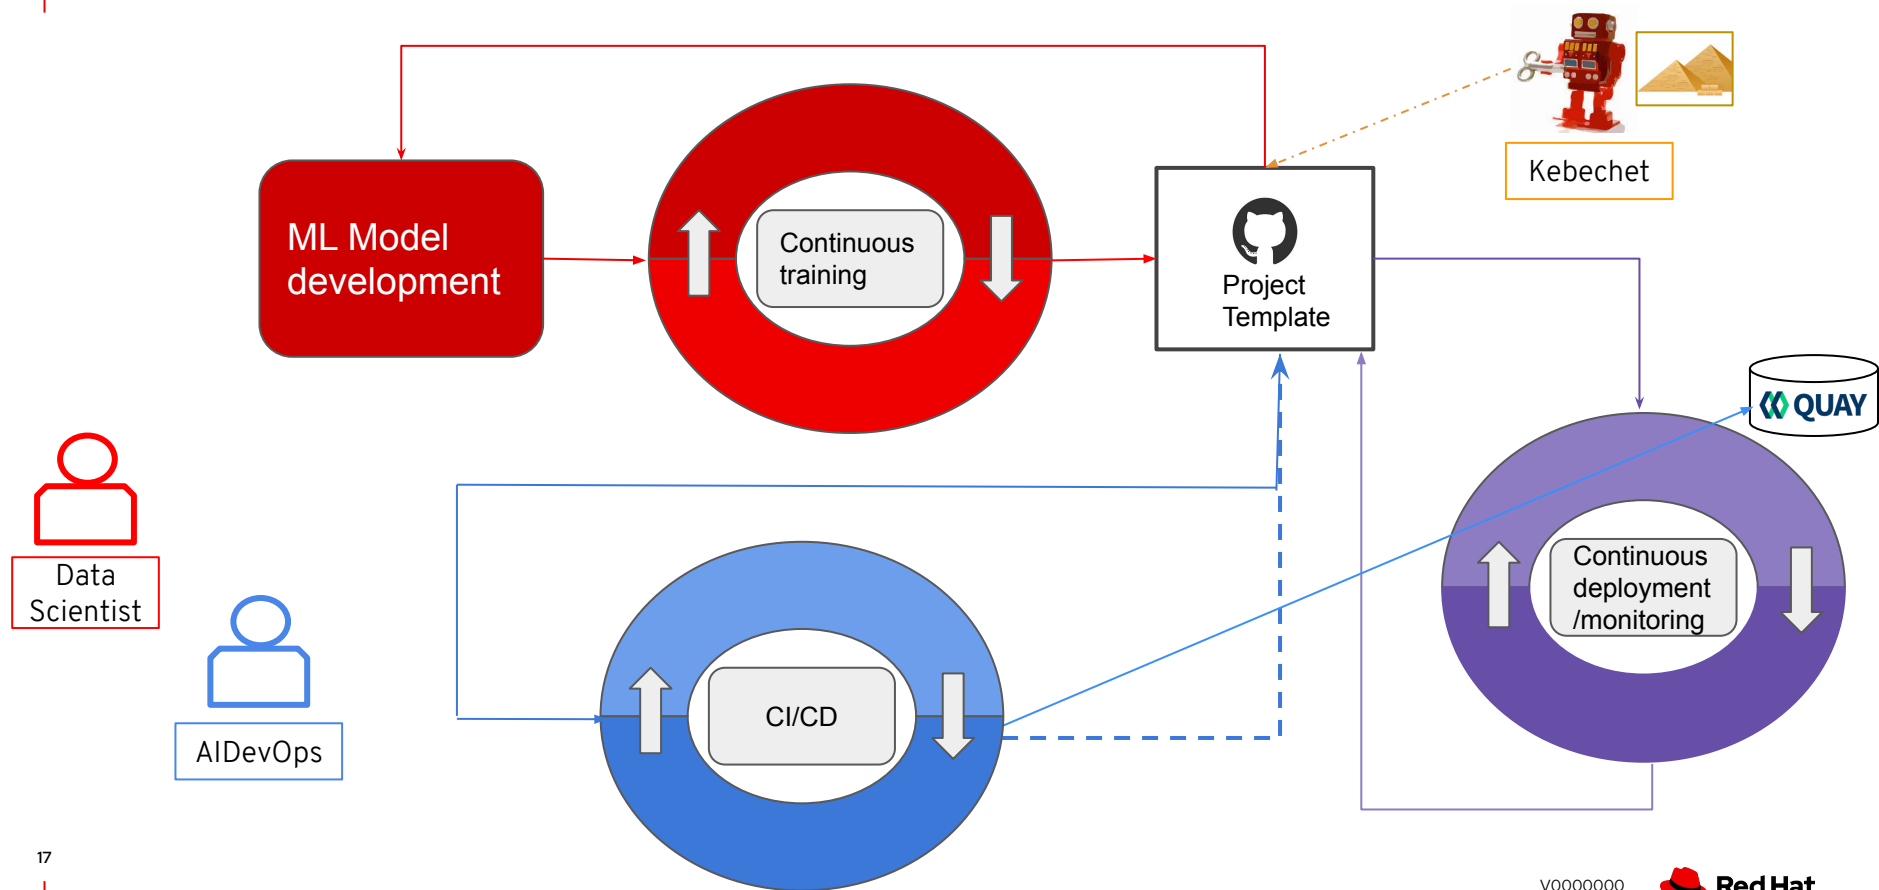 Kebechet
ML Model
development
Continuous
training
Project
Template
QUAY
Data
Scientist
Continuous
deployment
/monitoring
AIDevOps
CI/CD
17
V0000000
Red Hat